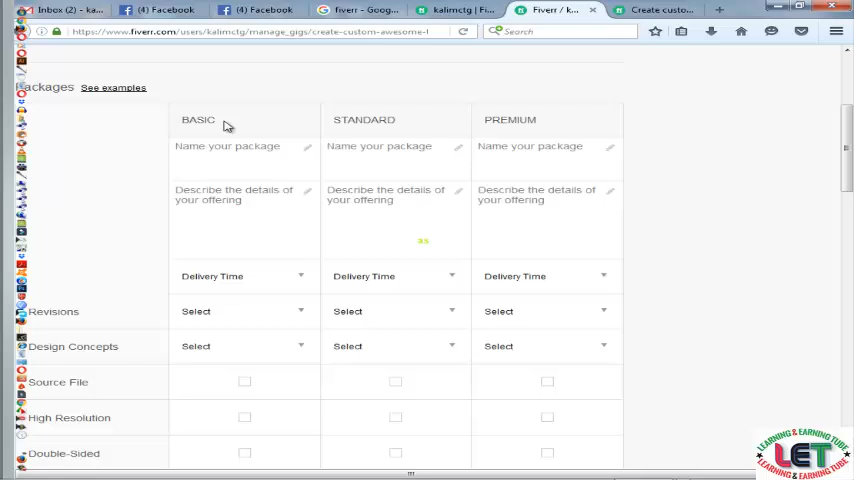 Inbox (2) - ka...
(4) Facebook
(4) Facebook
fiverr - Goog...
kalimctg | Fi...
Fiverr / k...
Create custo...
https://www.fiverr.com/users/kalimctg/manage_gigs/create-custom-awesome-l
Search
Packages See examples
BASIC STANDARD PREMIUM
Name your package Name your package Name your package
Describe the details of Describe the details of Describe the details of
your offering your offering your offering
as
Delivery Time Delivery Time Delivery Time
Revisions Select Select Select
Design Concepts Select Select Select
Source File
High Resolution
Double-Sided
LEARNING & EARNING TUBE
LET
LEARNING & EARNING TUBE